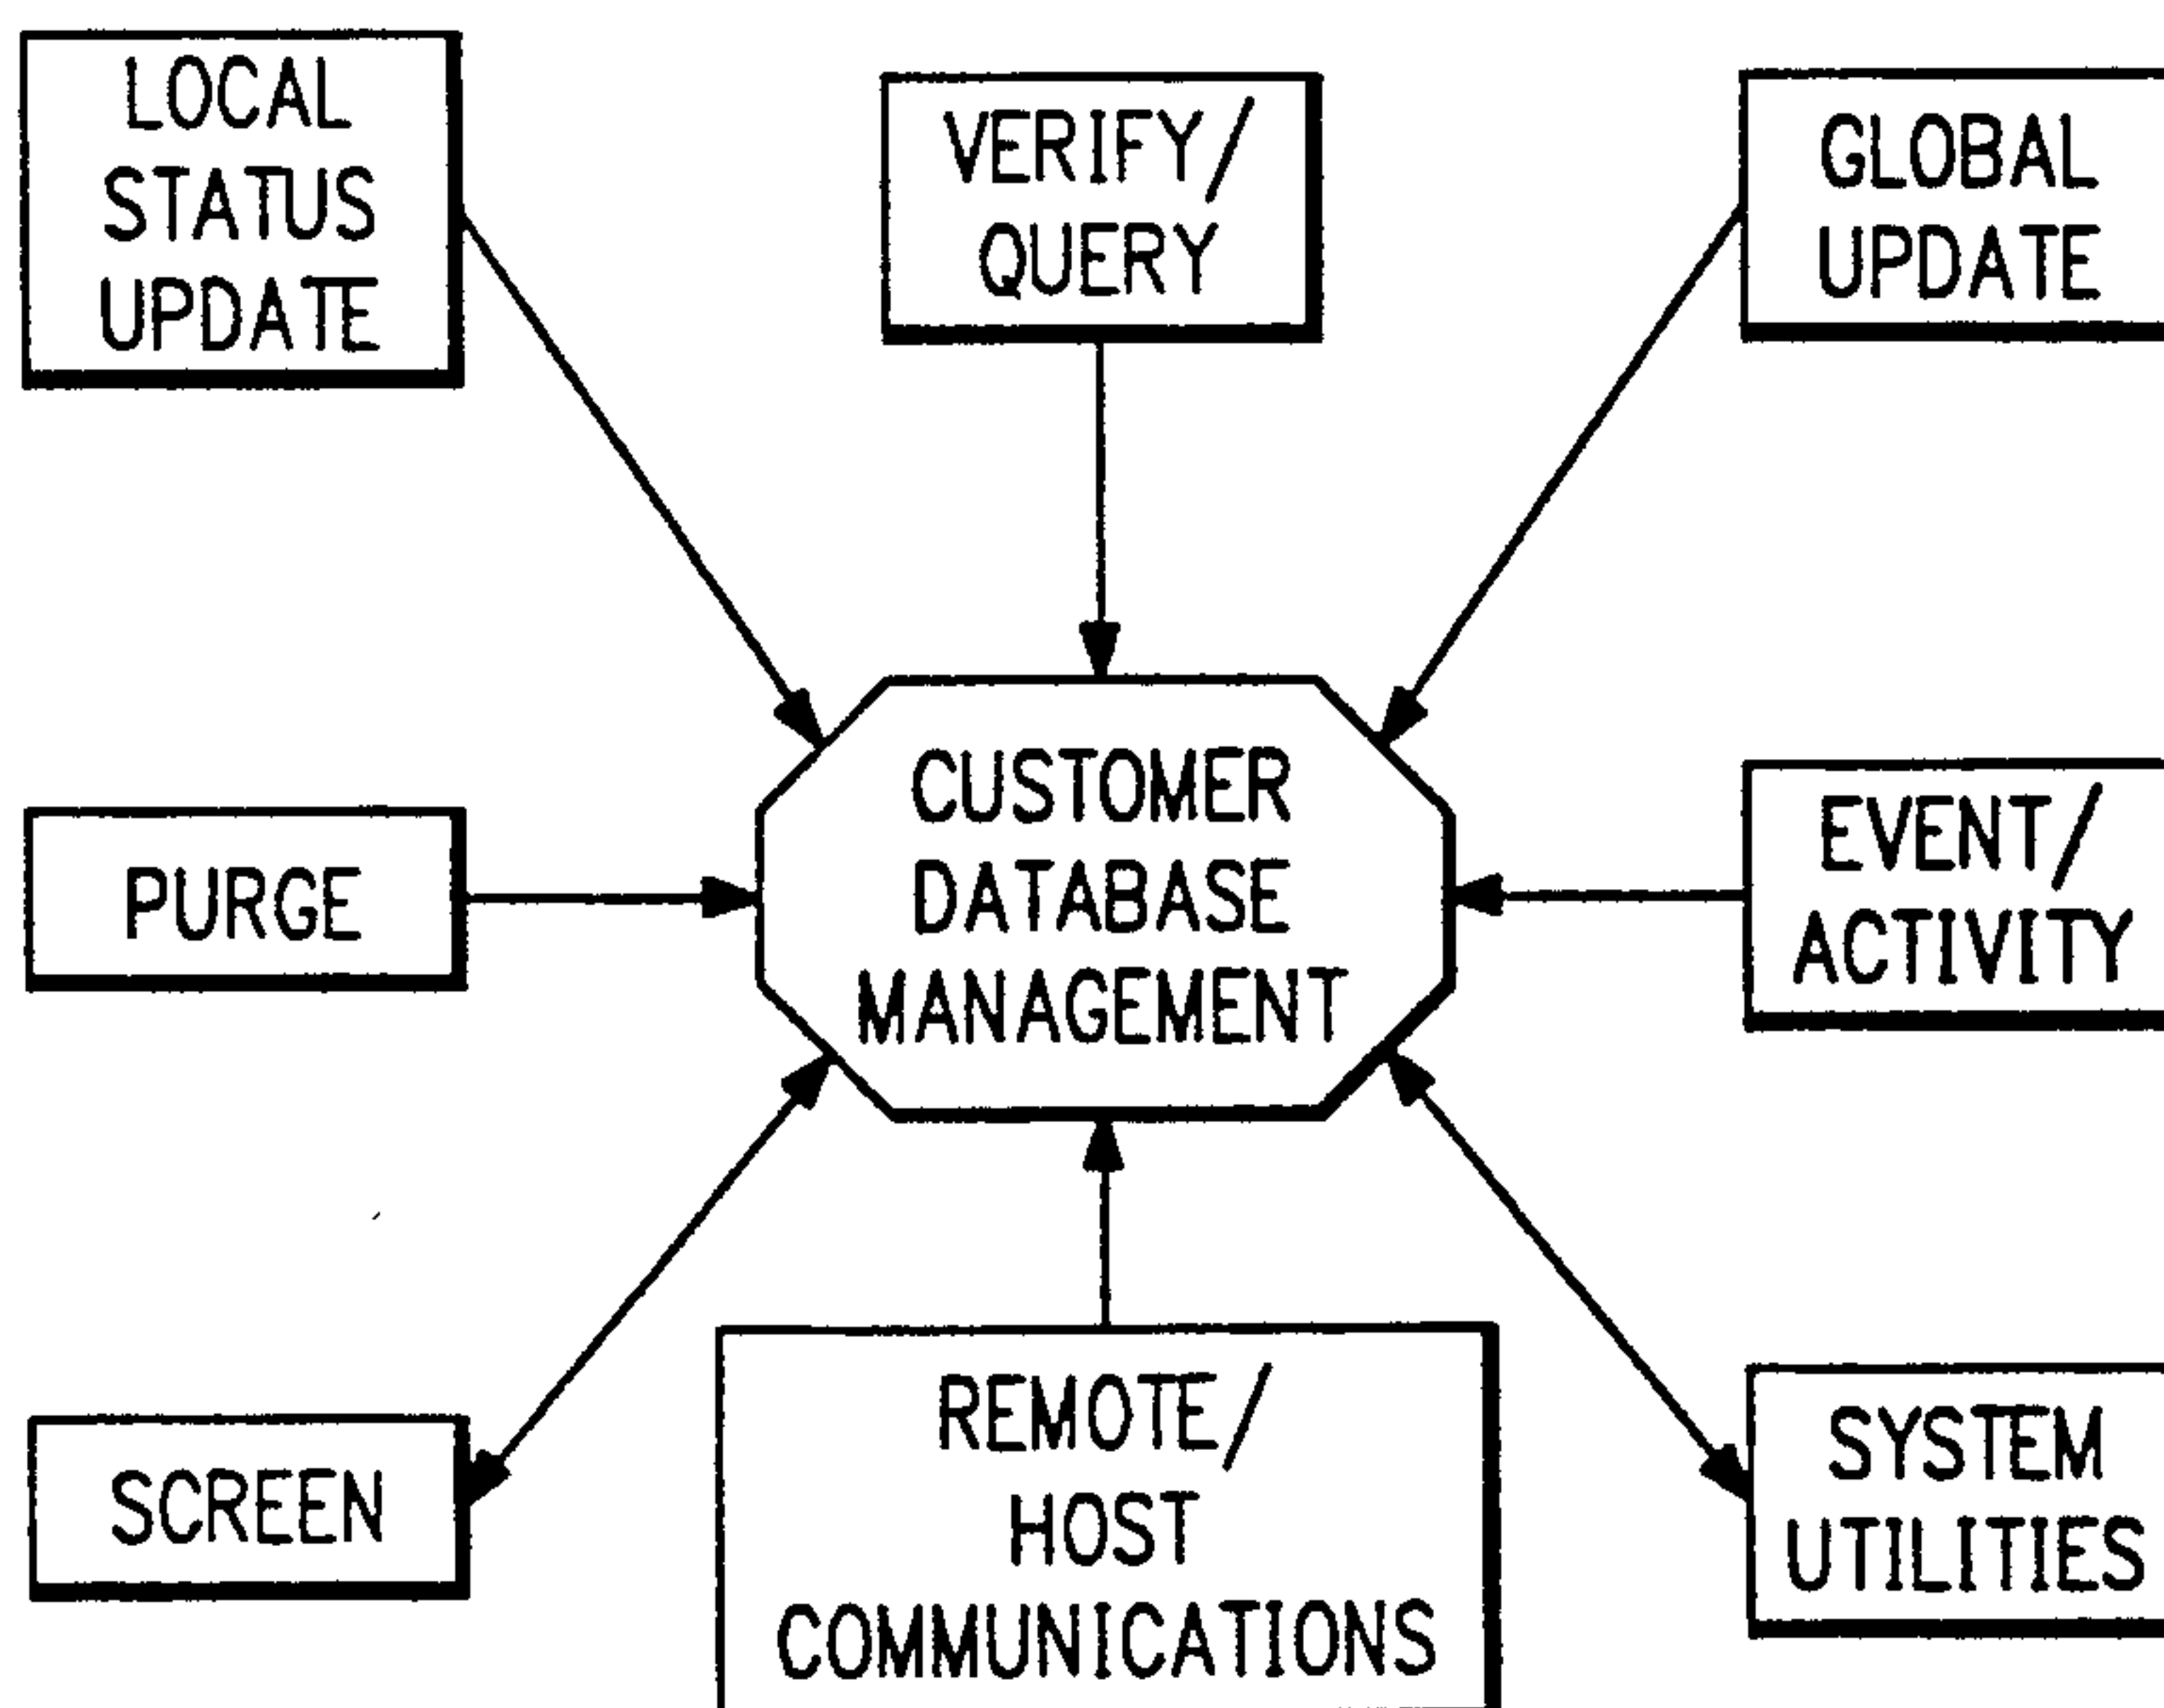 LOCAL
STATUS
UPDATE
VERIFY/
QUERY
GLOBAL
UPDATE
PURGE
CUSTOMER
DATABASE
MANAGEMENT
EVENT/
ACTIVITY
SCREEN
REMOTE/
HOST
COMMUNICATIONS
SYSTEM
UTILITIES